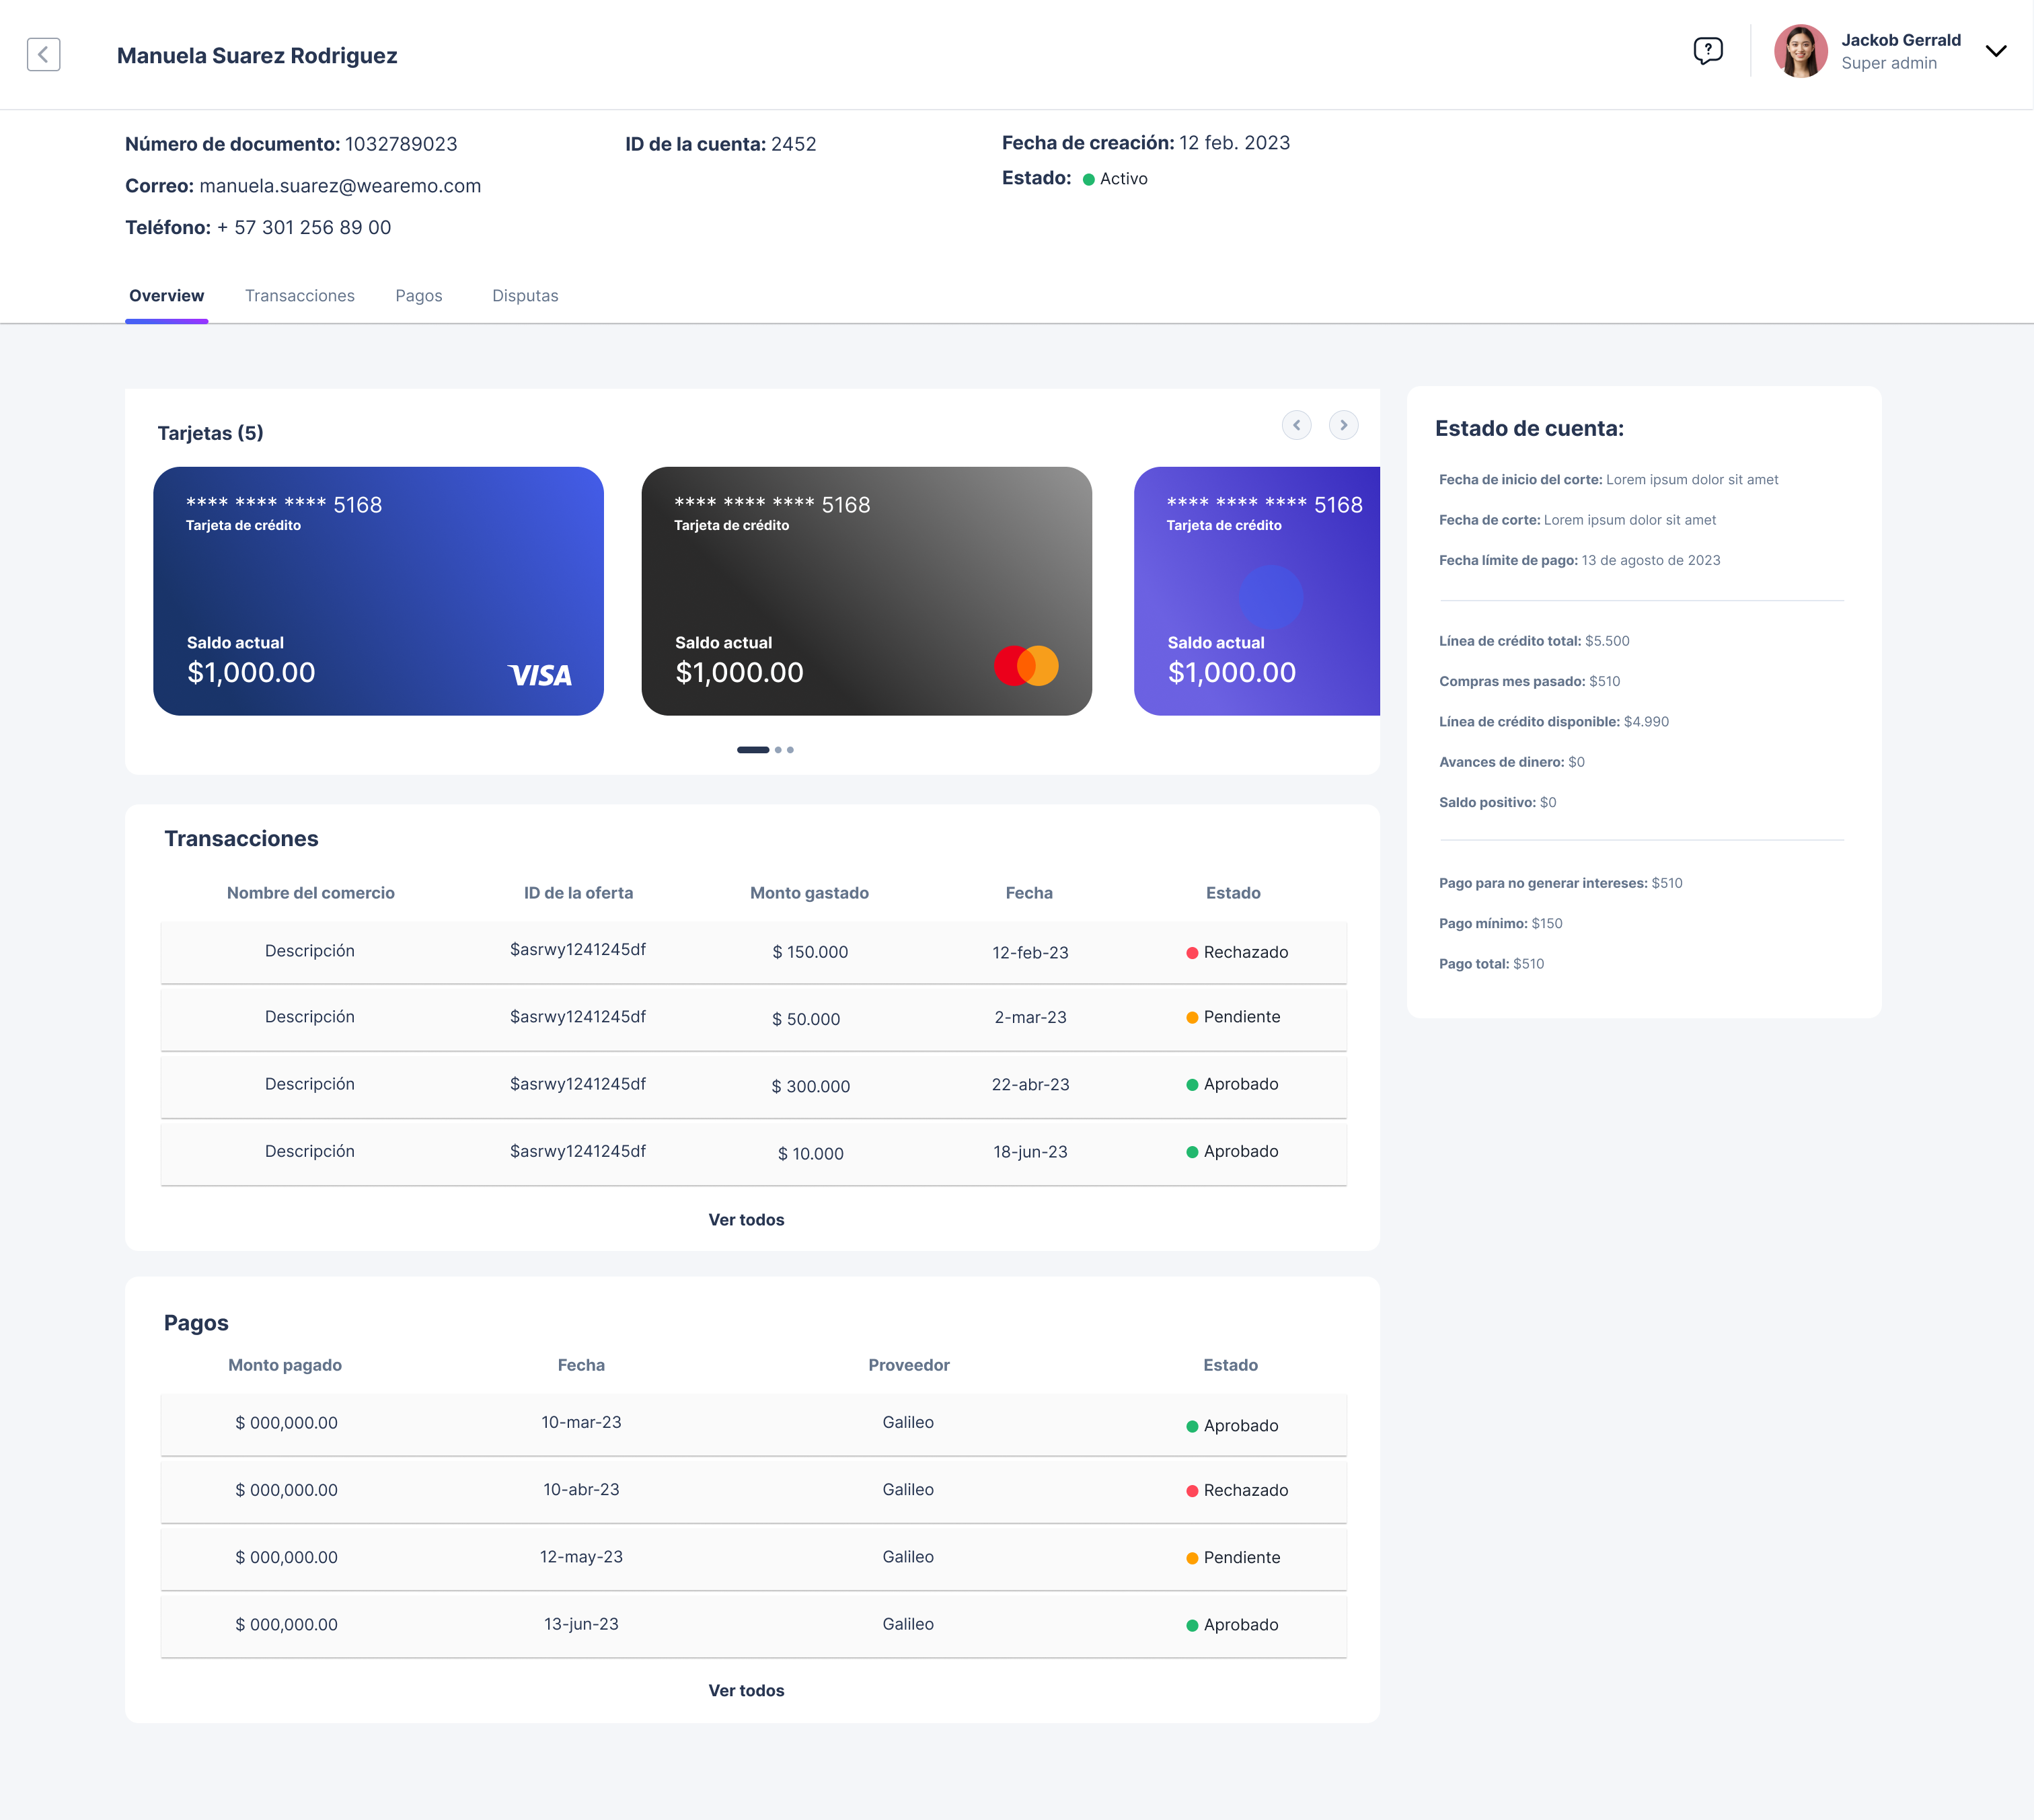 Manuela Suarez Rodriguez
?
Jackob Gerrald
Super admin
Número de documento: 1032789023
ID de la cuenta: 2452
Fecha de creación: 12 feb. 2023
Correo: manuela.suarez@wearemo.com
Estado: Activo
Teléfono: + 57 301 256 89 00
Overview Transacciones Pagos Disputas
Tarjetas (5)
**** **** **** 5168
Tarjeta de crédito
Saldo actual
$1,000.00
VISA
**** **** **** 5168
Tarjeta de crédito
Saldo actual
$1,000.00
**** **** **** 5168
Tarjeta de crédito
Saldo actual
$1,000.00
Estado de cuenta:
Fecha de inicio del corte: Lorem ipsum dolor sit amet
Fecha de corte: Lorem ipsum dolor sit amet
Fecha límite de pago: 13 de agosto de 2023
Línea de crédito total: $5.500
Compras mes pasado: $510
Línea de crédito disponible: $4.990
Avances de dinero: $0
Saldo positivo: $0
Pago para no generar intereses: $510
Pago mínimo: $150
Pago total: $510
Transacciones
Nombre del comercio ID de la oferta Monto gastado Fecha Estado
Descripción $asrwy1241245df $ 150.000 12-feb-23 Rechazado
Descripción $asrwy1241245df $ 50.000 2-mar-23 Pendiente
Descripción $asrwy1241245df $ 300.000 22-abr-23 Aprobado
Descripción $asrwy1241245df $ 10.000 18-jun-23 Aprobado
Ver todos
Pagos
Monto pagado Fecha Proveedor Estado
$ 000,000.00 10-mar-23 Galileo Aprobado
$ 000,000.00 10-abr-23 Galileo Rechazado
$ 000,000.00 12-may-23 Galileo Pendiente
$ 000,000.00 13-jun-23 Galileo Aprobado
Ver todos